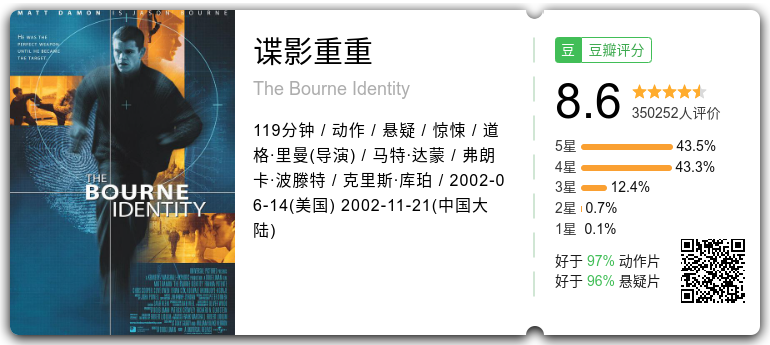 MATT DAMON IS JASON BOURNE
HE WAS THE
PERFECT WEAPON
UNTIL HE BECAME
THE TARGET.
THE
BOURNE
IDENTITY
谍影重重
The Bourne Identity
119分钟 / 动作 / 悬疑 / 惊悚 / 道
格·里曼(导演) / 马特·达蒙 / 弗朗
卡·波滕特 / 克里斯·库珀 / 2002-0
6-14(美国) 2002-11-21(中国大
陆)
豆 豆瓣评分
8.6
350252人评价
5星 43.5%
4星 43.3%
3星 12.4%
2星 0.7%
1星 0.1%
好于 97% 动作片
好于 96% 悬疑片